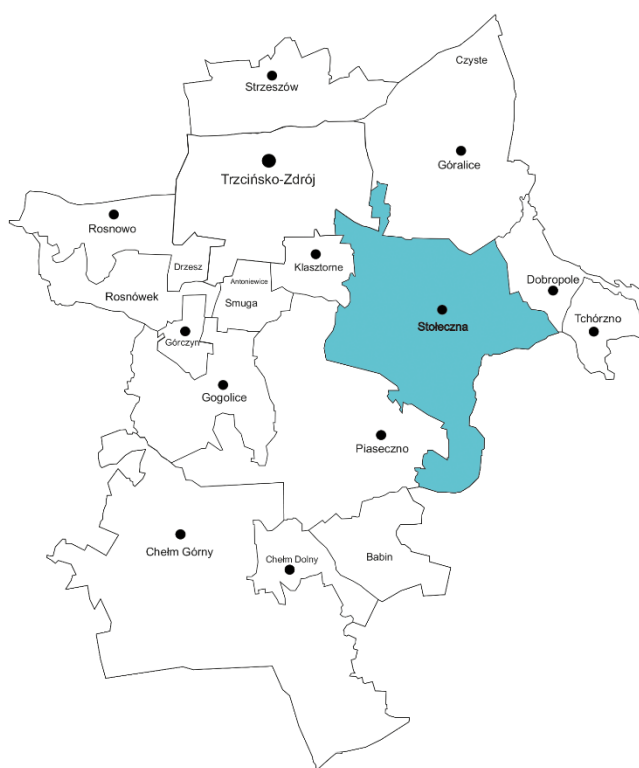 Czyste
Strzeszów
Góralice
Trzcińsko-Zdrój
Rosnowo
Drzesz
Klasztorne
Antoniewice
Rosnówek
Smuga
Dobropole
Tchórzno
Stołeczna
Górczyn
Gogolice
Piaseczno
Chełm Górny
Chełm Dolny
Babin